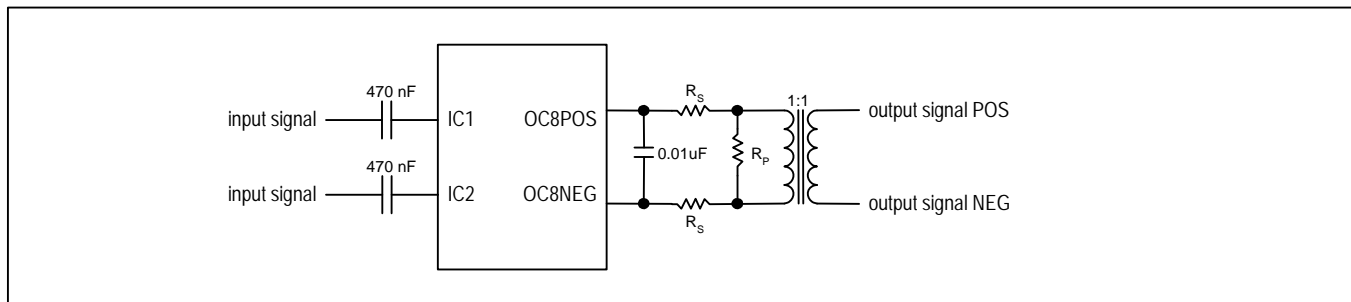 470 nF
input signal
IC1
OC8POS
R_S
1:1
output signal POS
0.01uF
R_P
470 nF
input signal
IC2
OC8NEG
R_S
output signal NEG